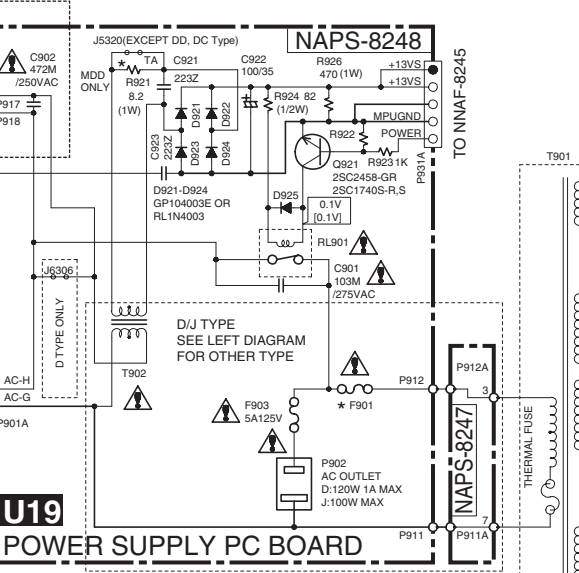 J5320(EXCEPT DD, DC Type)
NAPS-8248
C902
472M
/250VAC
MDD
ONLY
* TA
R921
8.2
(1W)
C921
223Z
C922
100/35
R926
470 (1W)
+13VS
+13VS
MPUGND
POWER
TO NNAF-8245
P931A
P917
P918
D921
D922
D923
D924
R924 82
(1/2W)
R922
R923 1K
C923
223Z
Q921
2SC2458-GR
2SC1740S-R,S
D921-D924
GP104003E OR
RL1N4003
D925
0.1V
[0.1V]
RL901
T901
C901
103M
/275VAC
J6306
D TYPE ONLY
D/J TYPE
SEE LEFT DIAGRAM
FOR OTHER TYPE
T902
AC-H
AC-G
P901A
F903
5A125V
* F901
P912
P912A
3
NAPS-8247
THERMAL FUSE
P902
AC OUTLET
D:120W 1A MAX
J:100W MAX
7
P911
P911A
U19
POWER SUPPLY PC BOARD